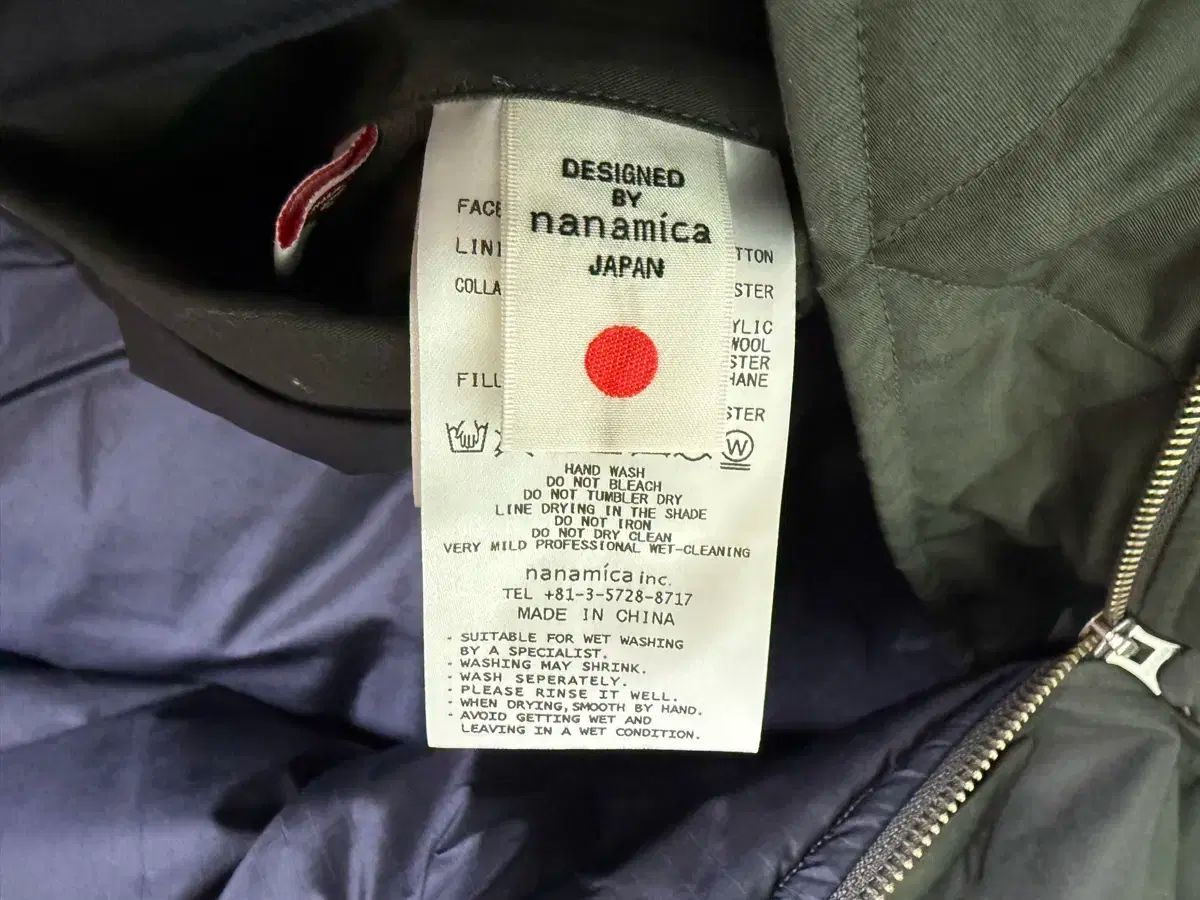 DESIGNED
BY
nanamica
JAPAN
FACE
LINI
TTON
COLLA
STER
YLIC
WOOL
STER
HANE
FILL
STER
W
HAND WASH
DO NOT BLEACH
DO NOT TUMBLER DRY
LINE DRYING IN THE SHADE
DO NOT IRON
DO NOT DRY CLEAN
VERY MILD PROFESSIONAL WET-CLEANING
nanamica inc.
TEL +81-3-5728-8717
MADE IN CHINA
- SUITABLE FOR WET WASHING
BY A SPECIALIST.
- WASHING MAY SHRINK.
- WASH SEPERATELY.
- PLEASE RINSE IT WELL.
- WHEN DRYING, SMOOTH BY HAND.
- AVOID GETTING WET AND
LEAVING IN A WET CONDITION.